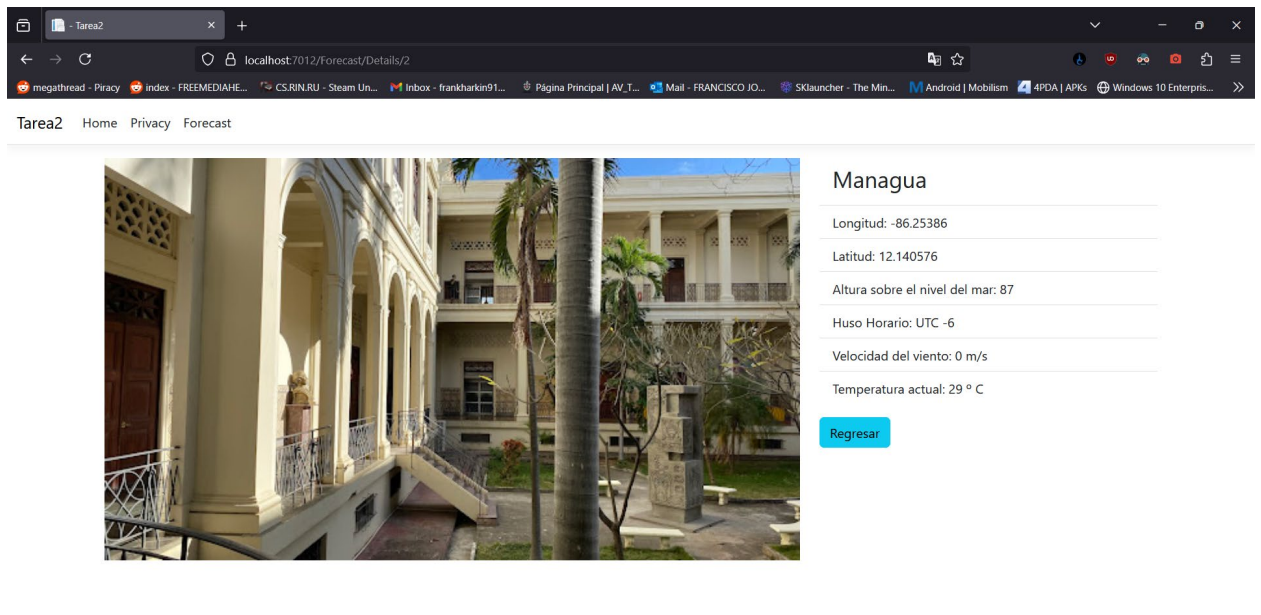 - Tarea2
localhost:7012/Forecast/Details/2
megathread - Piracy index - FREEMEDIAHE... CS.RIN.RU - Steam Un... Inbox - frankharkin91... Página Principal | AV_T... Mail - FRANCISCO JO... SKlauncher - The Min... Android | Mobilism 4PDA | APKs Windows 10 Enterpris...
Tarea2 Home Privacy Forecast
Managua
Longitud: -86.25386
Latitud: 12.140576
Altura sobre el nivel del mar: 87
Huso Horario: UTC -6
Velocidad del viento: 0 m/s
Temperatura actual: 29 º C
Regresar